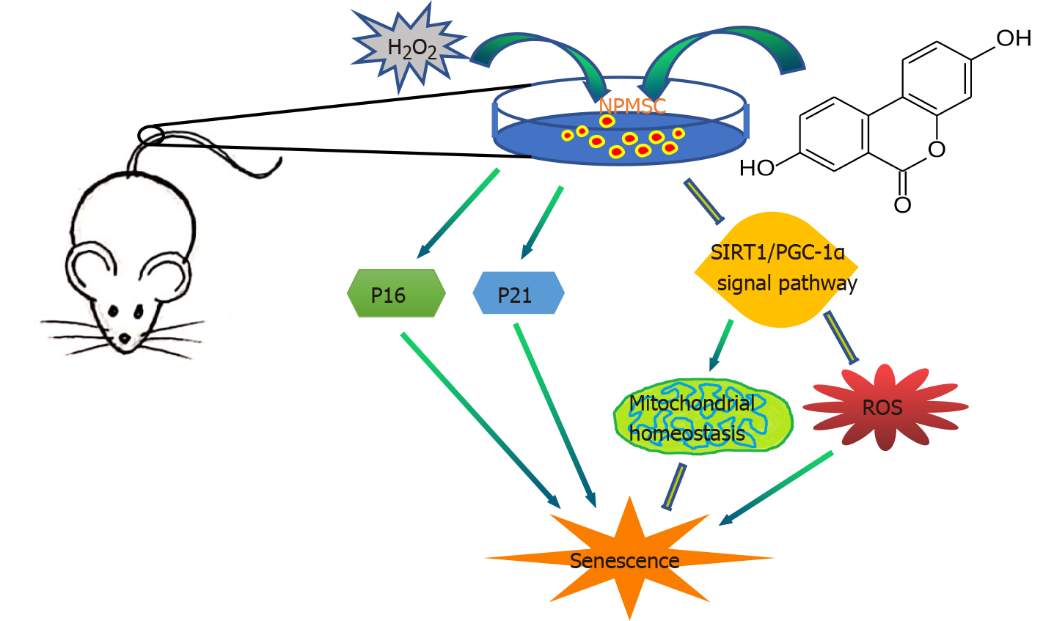 H₂O₂
OH
NPMSC
O
HO
O
SIRT1/PGC-1α
signal pathway
P16
P21
Mitochondrial
homeostasis
ROS
Senescence